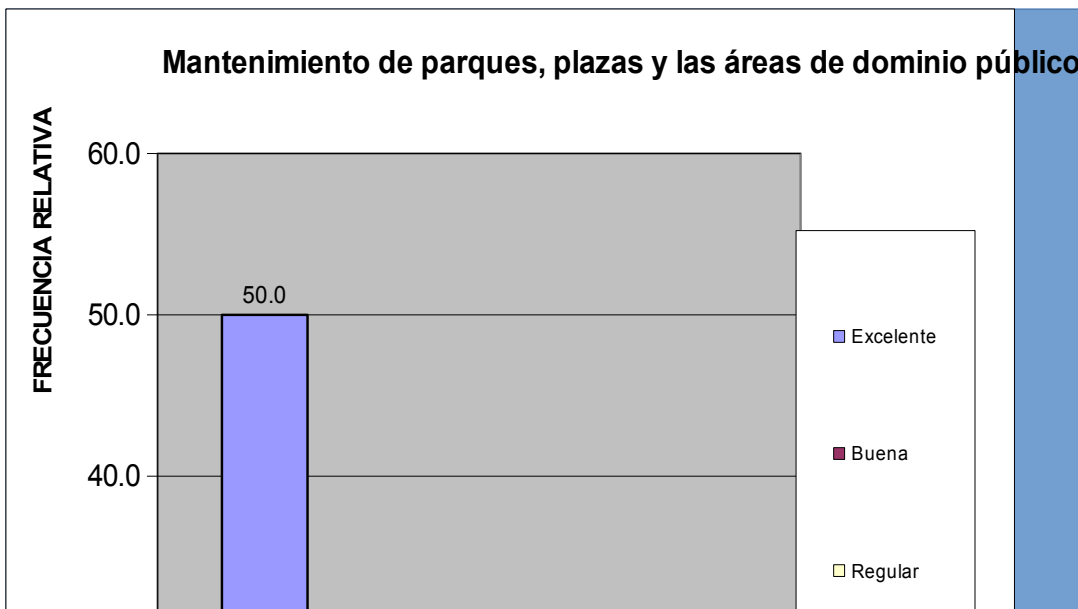 Mantenimiento de parques, plazas y las áreas de dominio público
FRECUENCIA RELATIVA
60.0
50.0
50.0
40.0
Excelente
Buena
Regular